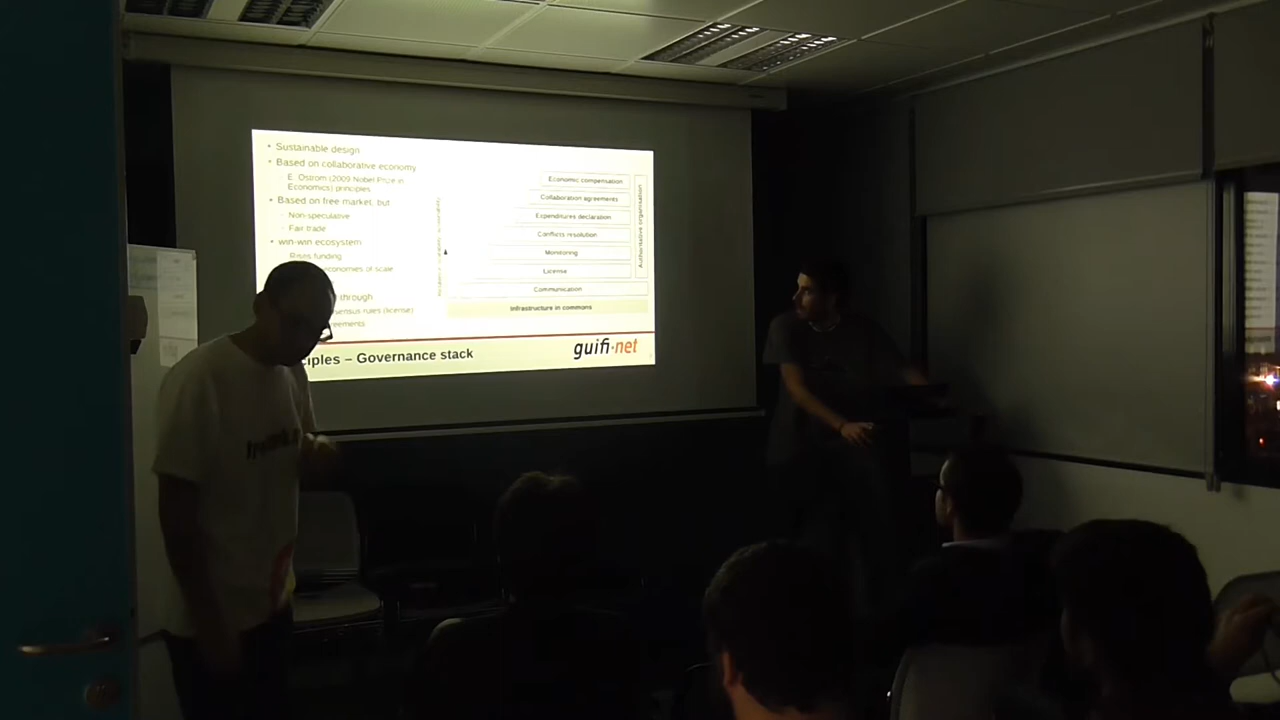 • Sustainable design
• Based on collaborative economy
- E. Ostrom (2009 Nobel Prize in
Economics) principles
• Based on free market, but
- Non-speculative
- Fair trade
• win-win ecosystem
economies of scale
through
(license)
Economic compensation
Collaboration agreements
Expenditures declaration
Conflicts resolution
Monitoring
License
Communication
Infrastructure in commons
Authoritative organisation
– Governance stack
guifi·net